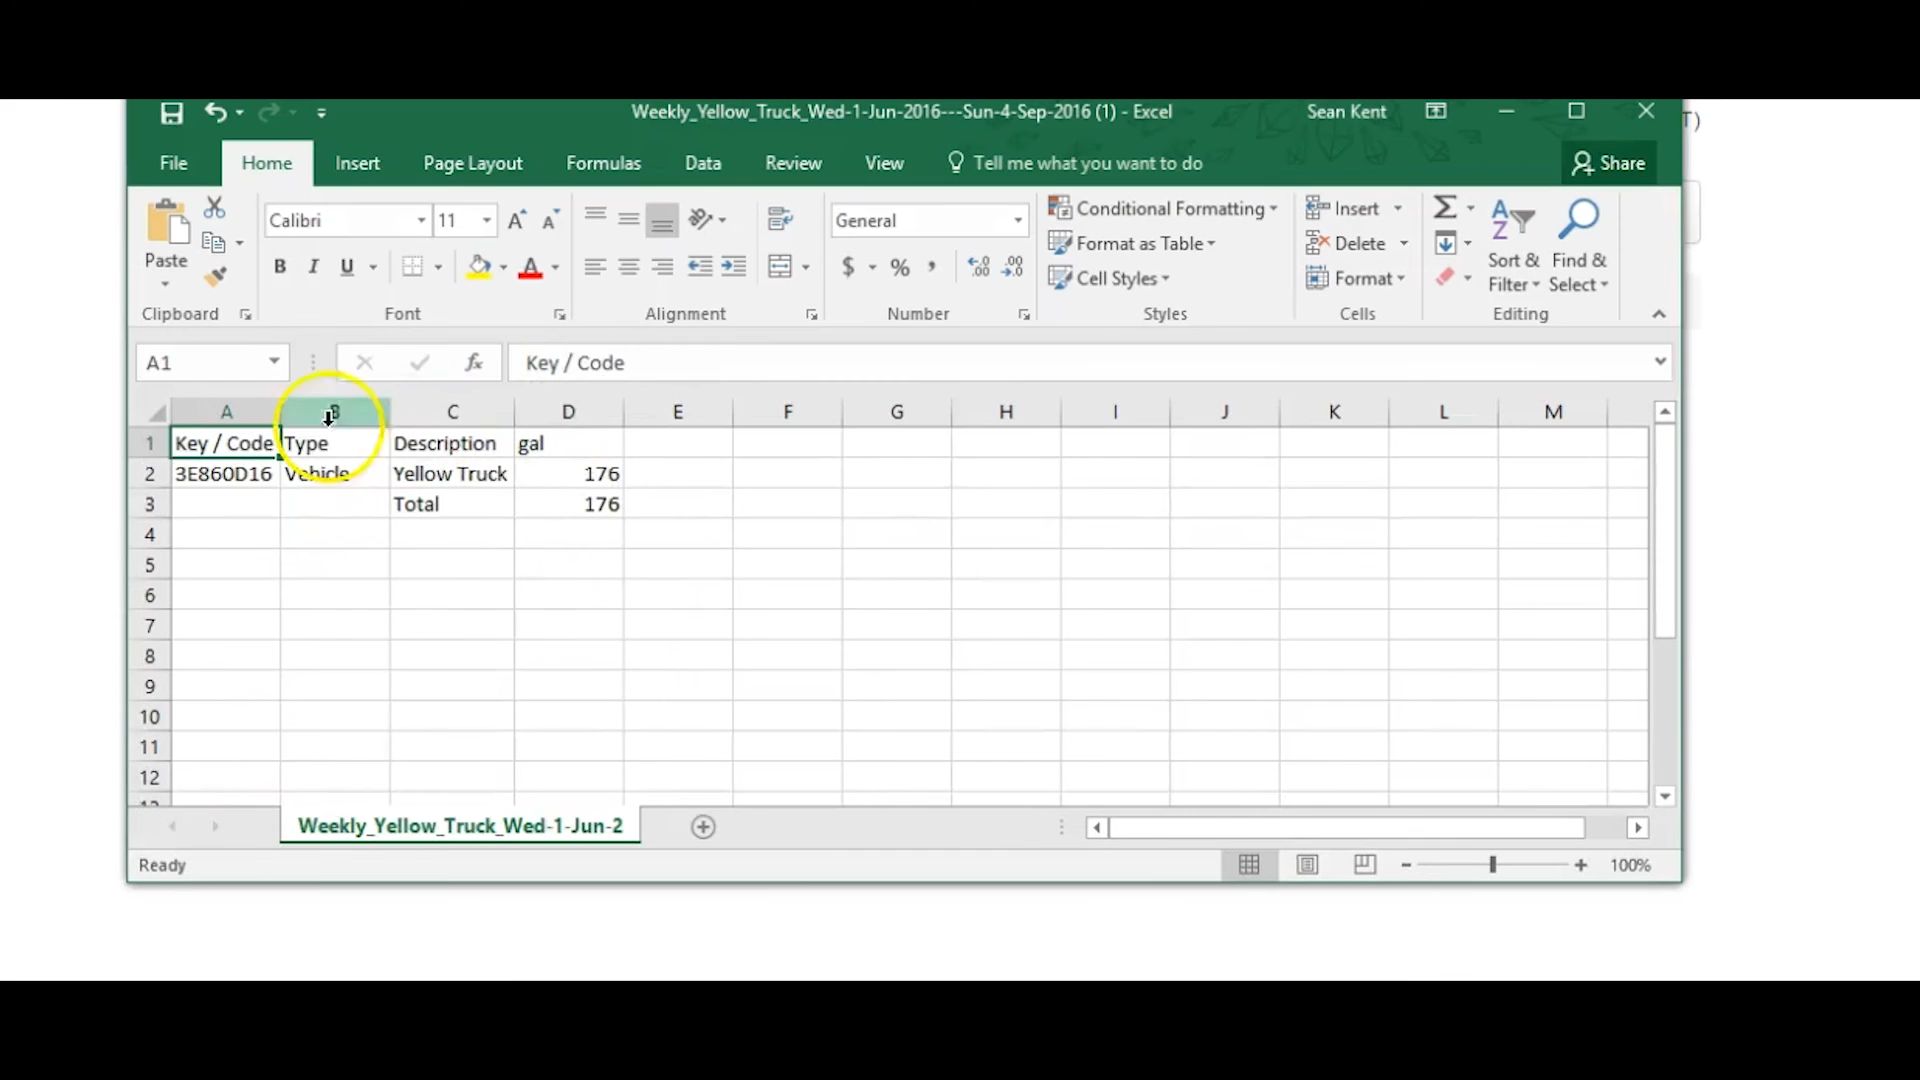 Weekly_Yellow_Truck_Wed-1-Jun-2016---Sun-4-Sep-2016 (1) - Excel
Sean Kent
T)
File
Home
Insert
Page Layout
Formulas
Data
Review
View
Tell me what you want to do
Share
Paste
Calibri
11
General
Conditional Formatting
Format as Table
Cell Styles
Insert
Delete
Format
Sort &
Filter
Find &
Select
Clipboard
Font
Alignment
Number
Styles
Cells
Editing
A1
fx
Key / Code
A B C D E F G H I J K L M
1 Key / Code Type Description gal
2 3E860D16 Vehicle Yellow Truck 176
3 Total 176
4
5
6
7
8
9
10
11
12
Weekly_Yellow_Truck_Wed-1-Jun-2
Ready
100%